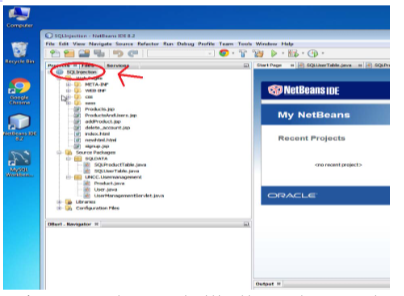 Computer
SQLInjection - NetBeans IDE 8.2
File Edit View Navigate Source Refactor Run Debug Profile Team Tools Window Help
Services
Start Page
SQLUserTable.java
Recycle Bin
SQLInjection
META-INF
WEB-INF
css
Google
Chrome
Products.jsp
ProductsAndUsers.jsp
addProduct.jsp
delete_account.jsp
index.html
newhtml.html
signup.jsp
NetBeans IDE
8.2
Source Packages
SQLDATA
SQLProductTable.java
SQLUserTable.java
UNCC.Usermanagement
Product.java
User.java
UserManagementServlet.java
Libraries
Configuration Files
MySQL
NetBeans IDE
My NetBeans
Recent Projects
<no recent project>
ORACLE
Navigator
Output